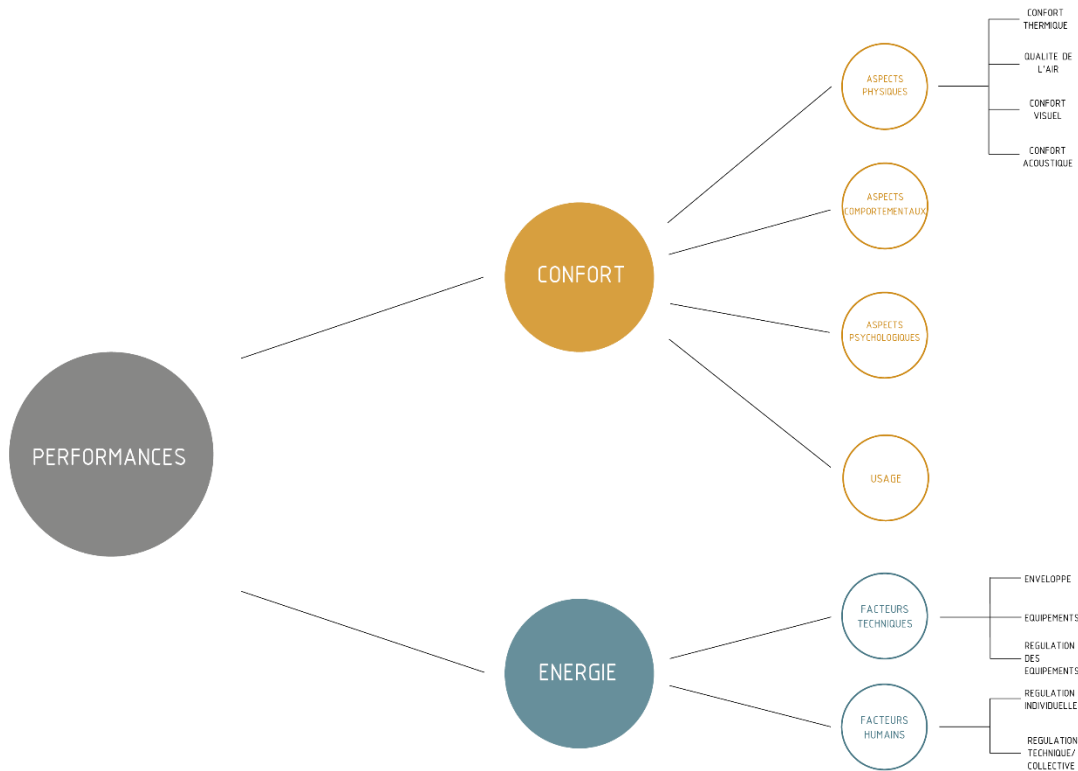 PERFORMANCES
CONFORT
ASPECTS
PHYSIQUES
CONFORT
THERMIQUE
QUALITE DE
L'AIR
CONFORT
VISUEL
CONFORT
ACOUSTIQUE
ASPECTS
COMPORTEMENTAUX
ASPECTS
PSYCHOLOGIQUES
USAGE
ENERGIE
FACTEURS
TECHNIQUES
ENVELOPPE
EQUIPEMENTS
REGULATION
DES
EQUIPEMENTS
FACTEURS
HUMAINS
REGULATION
INDIVIDUELLE
REGULATION
TECHNIQUE/
COLLECTIVE